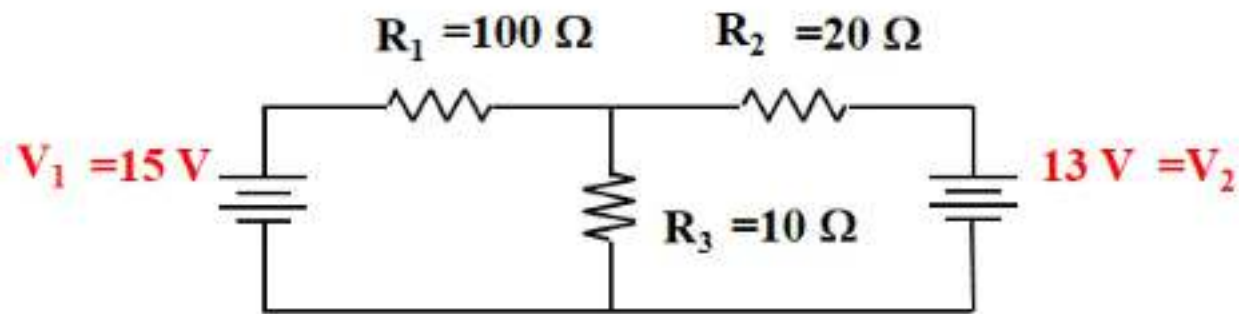 R₁ =100 Ω
R₂ =20 Ω
V₁ =15 V
13 V =V₂
R₃ =10 Ω